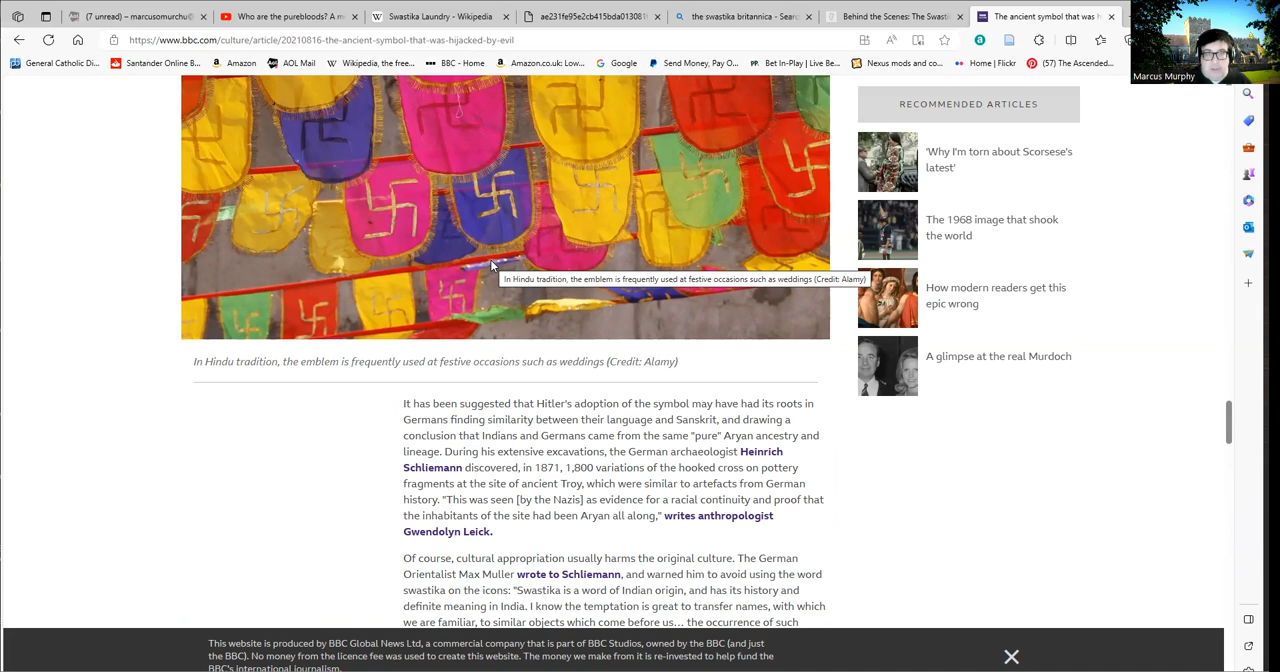 (7 unread) – marcusomurchu@
Who are the purebloods? A m
Swastika Laundry - Wikipedia
the swastika britannica - Sear
Behind the Scenes: The Swasti
The ancient symbol that was h
https://www.bbc.com/culture/article/20210816-the-ancient-symbol-that-was-hijacked-by-evil
General Catholic Di...
Santander Online B...
Amazon
AOL Mail
Wikipedia, the free...
BBC - Home
Amazon.co.uk: Low...
Google
Send Money, Pay O...
Bet In-Play | Live Be...
Nexus mods and co...
Home | Flickr
(57) The Ascended...
Marcus Murphy
In Hindu tradition, the emblem is frequently used at festive occasions such as weddings (Credit: Alamy)
In Hindu tradition, the emblem is frequently used at festive occasions such as weddings (Credit: Alamy)
It has been suggested that Hitler's adoption of the symbol may have had its roots in
Germans finding similarity between their language and Sanskrit, and drawing a
conclusion that Indians and Germans came from the same "pure" Aryan ancestry and
lineage. During his extensive excavations, the German archaeologist Heinrich
Schliemann discovered, in 1871, 1,800 variations of the hooked cross on pottery
fragments at the site of ancient Troy, which were similar to artefacts from German
history. "This was seen [by the Nazis] as evidence for a racial continuity and proof that
the inhabitants of the site had been Aryan all along," writes anthropologist
Gwendolyn Leick.
Of course, cultural appropriation usually harms the original culture. The German
Orientalist Max Muller wrote to Schliemann, and warned him to avoid using the word
swastika on the icons: "Swastika is a word of Indian origin, and has its history and
definite meaning in India. I know the temptation is great to transfer names, with which
we are familiar, to similar objects which come before us... the occurrence of such
RECOMMENDED ARTICLES
'Why I'm torn about Scorsese's
latest'
The 1968 image that shook
the world
How modern readers get this
epic wrong
A glimpse at the real Murdoch
This website is produced by BBC Global News Ltd, a commercial company that is part of BBC Studios, owned by the BBC (and just
the BBC). No money from the licence fee was used to create this website. The money we make from it is re-invested to help fund the
BBC's international journalism.